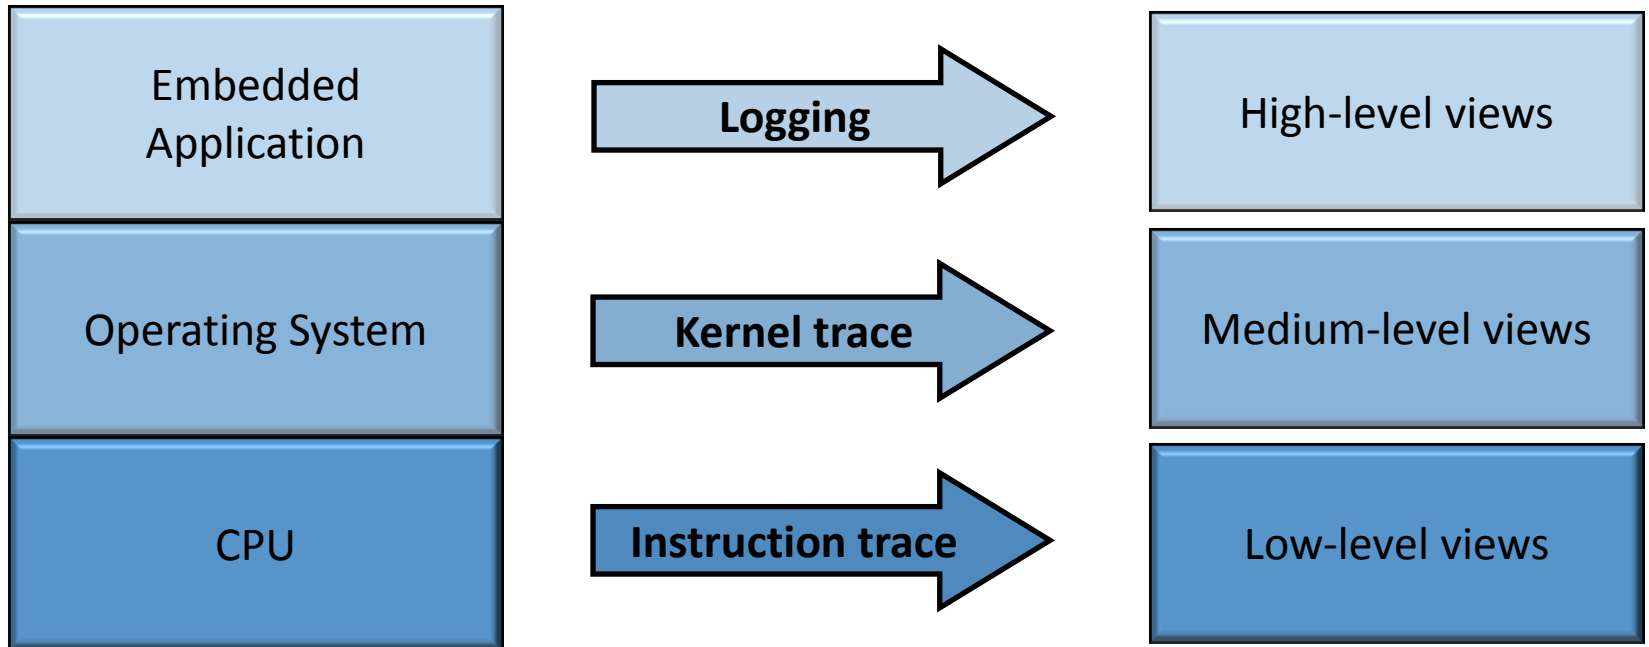 Embedded
Application
Logging
High-level views
Operating System
Kernel trace
Medium-level views
CPU
Instruction trace
Low-level views